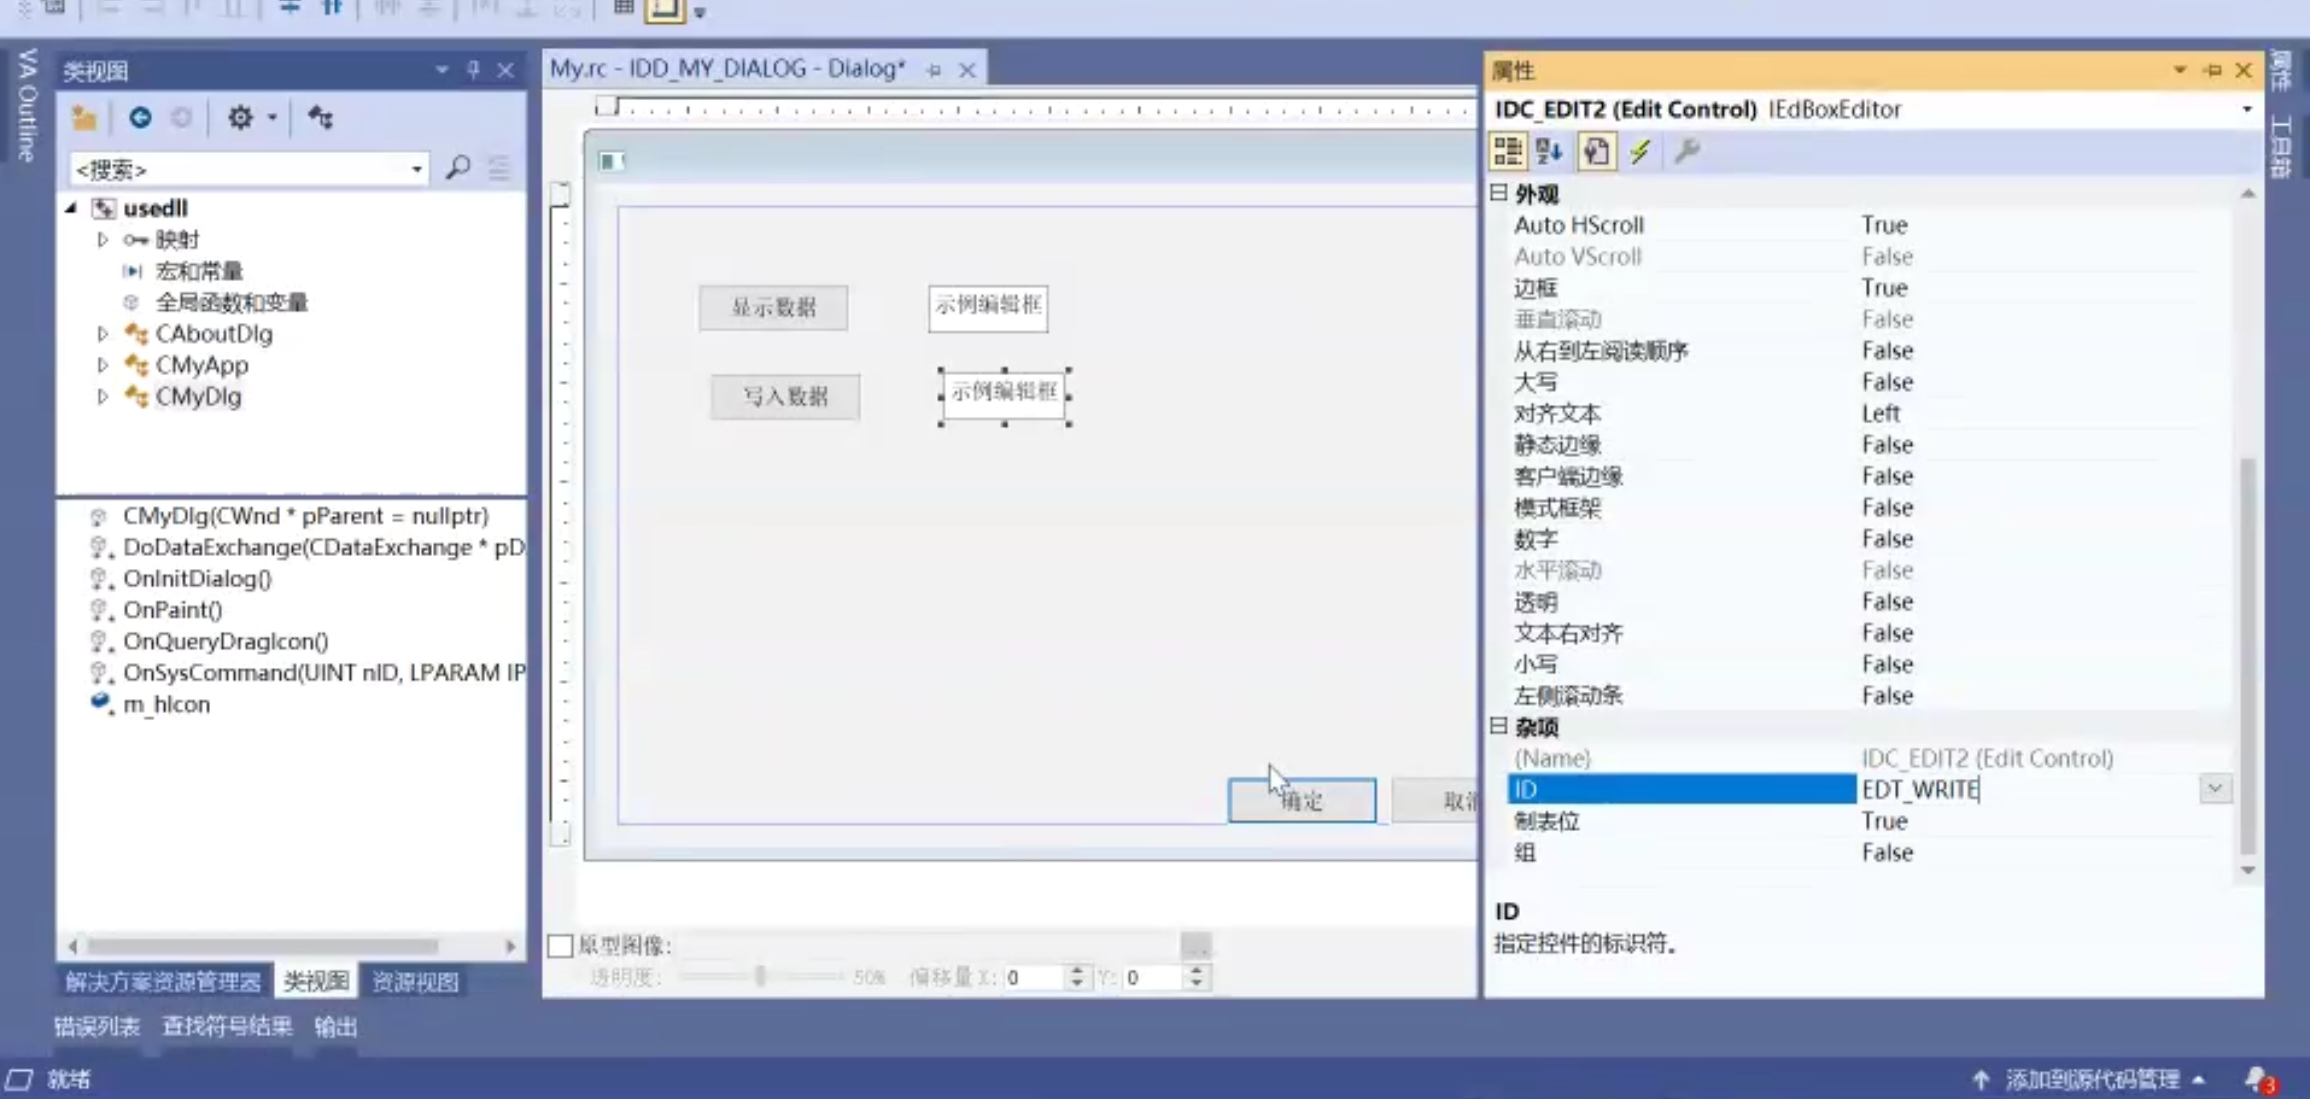 VA Outline
类视图
<搜索>
usedll
映射
宏和常量
全局函数和变量
CAboutDlg
CMyApp
CMyDlg
CMyDlg(CWnd * pParent = nullptr)
DoDataExchange(CDataExchange * pD
OnInitDialog()
OnPaint()
OnQueryDragIcon()
OnSysCommand(UINT nID, LPARAM lP
m_hIcon
解决方案资源管理器 类视图 资源视图
错误列表 查找符号结果 输出
My.rc - IDD_MY_DIALOG - Dialog*
显示数据 示例编辑框
写入数据 示例编辑框
确定 取消
原型图像:
透明度: 50% 偏移量 X: 0 Y: 0
属性
IDC_EDIT2 (Edit Control) IEdBoxEditor
外观
Auto HScroll True
Auto VScroll False
边框 True
垂直滚动 False
从右到左阅读顺序 False
大写 False
对齐文本 Left
静态边缘 False
客户端边缘 False
模式框架 False
数字 False
水平滚动 False
透明 False
文本右对齐 False
小写 False
左侧滚动条 False
杂项
(Name) IDC_EDIT2 (Edit Control)
ID EDT_WRITE
制表位 True
组 False
ID
指定控件的标识符。
属性
工具箱
就绪
添加到源代码管理
3